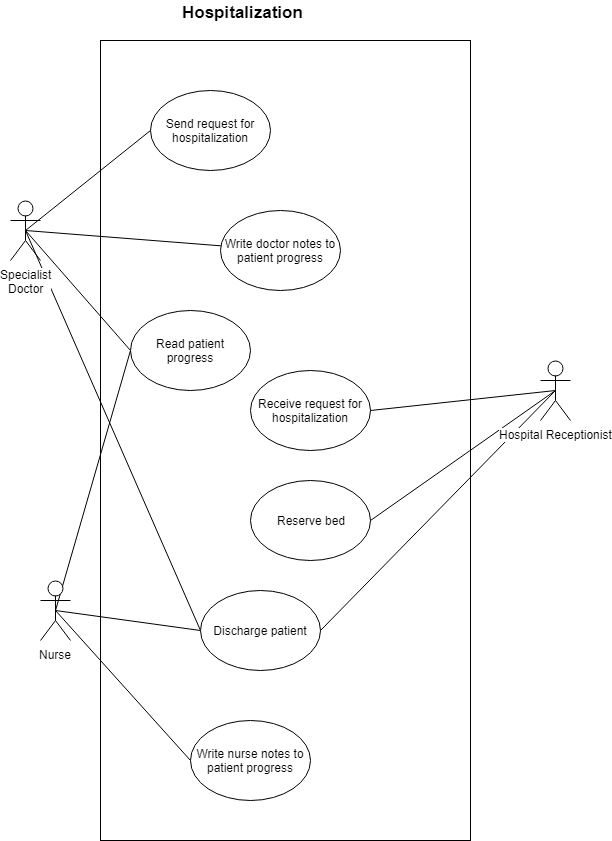 Hospitalization
Send request for
hospitalization
Write doctor notes to
patient progress
Specialist
Doctor
Read patient
progress
Receive request for
hospitalization
Hospital Receptionist
Reserve bed
Discharge patient
Nurse
Write nurse notes to
patient progress